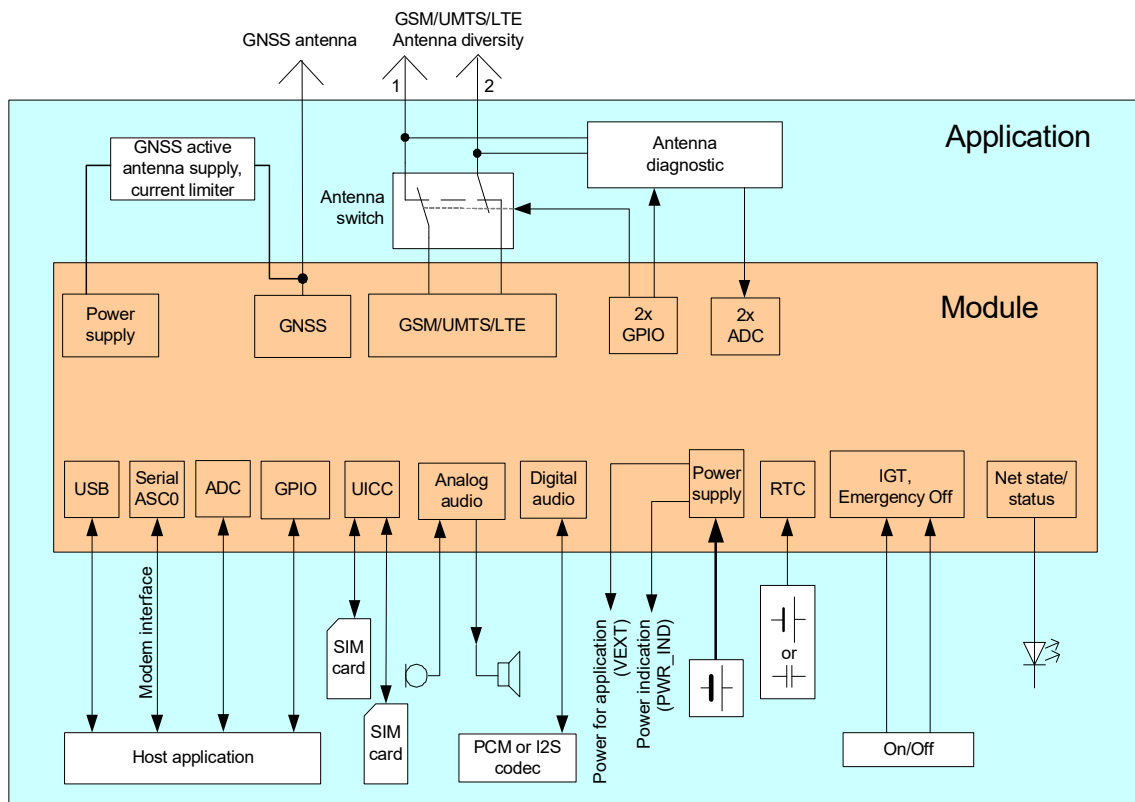 GSM/UMTS/LTE
Antenna diversity
GNSS antenna
1
2
Application
GNSS active
antenna supply,
current limiter
Antenna
diagnostic
Antenna
switch
Module
Power
supply
GNSS
GSM/UMTS/LTE
2x
GPIO
2x
ADC
USB
Serial
ASC0
ADC
GPIO
UICC
Analog
audio
Digital
audio
Power
supply
RTC
IGT,
Emergency Off
Net state/
status
Modem interface
SIM
card
SIM
card
Power for application
(VEXT)
Power indication
(PWR_IND)
or
Host application
PCM or I2S
codec
On/Off